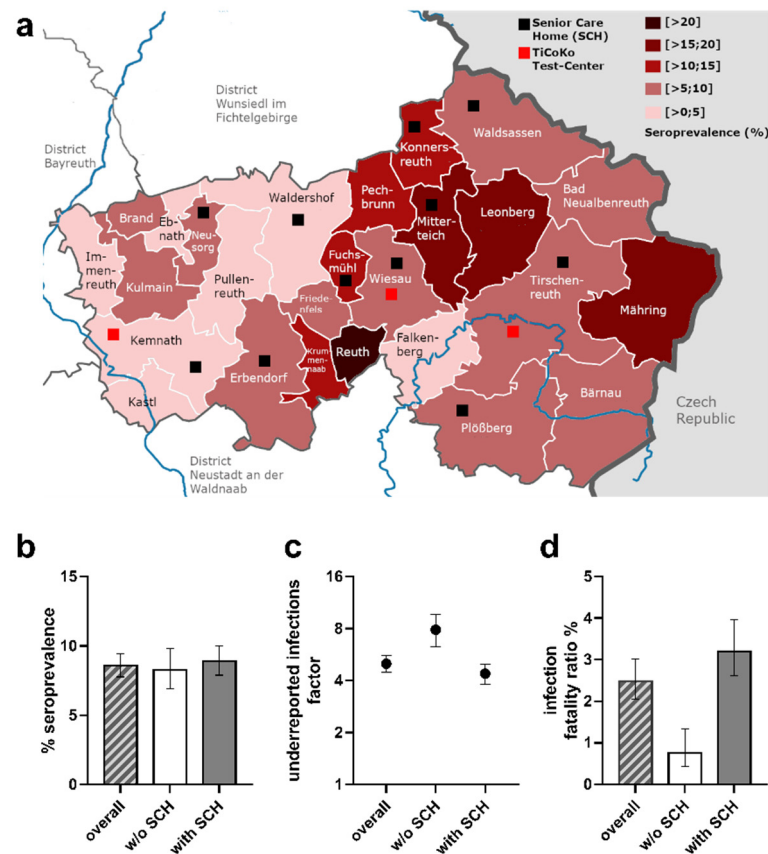 a
Senior Care
Home (SCH)
TiCoKo
Test-Center
[>20]
[>15;20]
[>10;15]
[>5;10]
[>0;5]
Seroprevalence (%)
District
Wunsiedl im
Fichtelgebirge
District
Bayreuth
Waldsassen
Konners-
reuth
Bad
Neualbenreuth
Pech-
brunn
Waldershof
Mitter-
teich
Leonberg
Brand
Eb-
nath
Neu-
sorg
Im-
men-
reuth
Kulmain
Pullen-
reuth
Fuchs-
mühl
Wiesau
Tirschen-
reuth
Mähring
Friede-
nfels
Kemnath
Krum-
men-
naab
Reuth
Falken-
berg
Erbendorf
Kastl
Bärnau
Plößberg
Czech
Republic
District
Neustadt an der
Waldnaab
b
% seroprevalence
15
10
5
0
overall
w/o SCH
with SCH
c
underreported infections
factor
16
8
4
2
1
overall
w/o SCH
with SCH
d
infection
fatality ratio %
5
4
3
2
1
0
overall
w/o SCH
with SCH